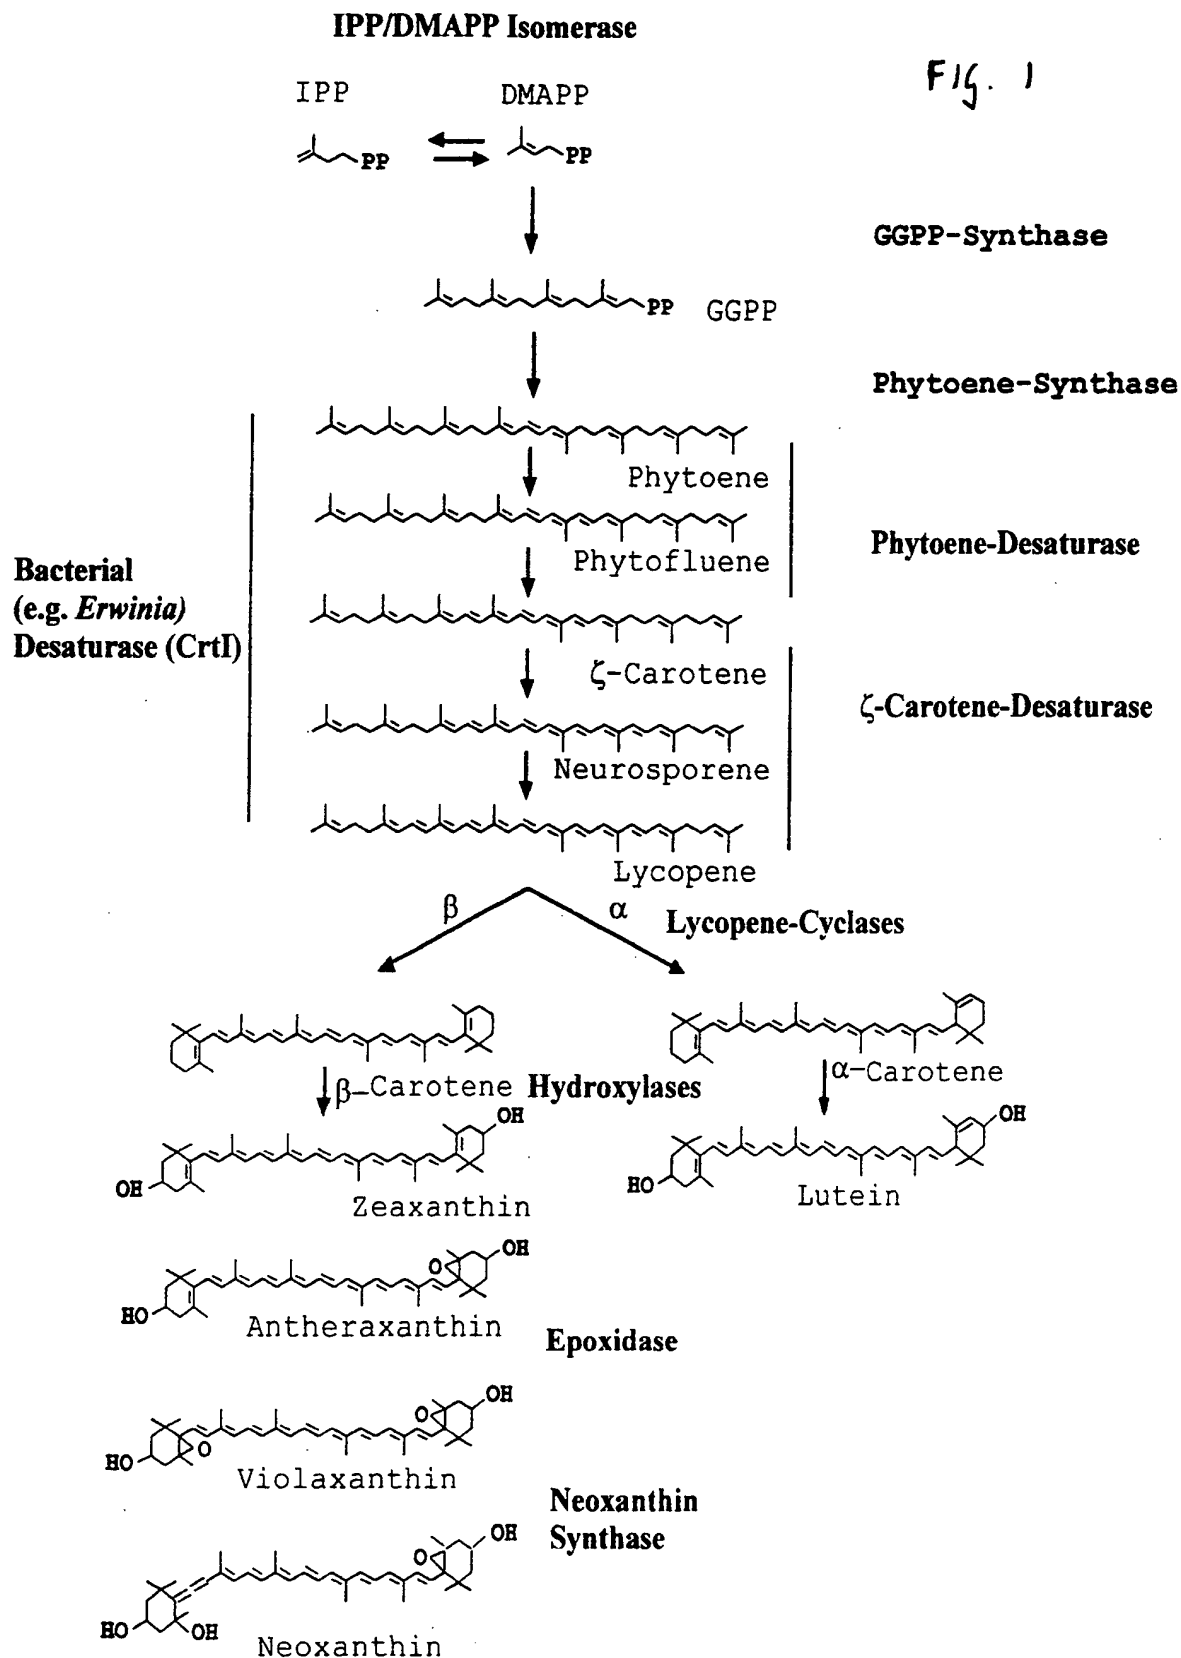 IPP/DMAPP Isomerase
FIG. 1
IPP
DMAPP
PP
PP
GGPP-Synthase
PP
GGPP
Phytoene-Synthase
Phytoene
Phytofluene
Phytoene-Desaturase
Bacterial
(e.g. Erwinia)
Desaturase (CrtI)
ζ-Carotene
ζ-Carotene-Desaturase
Neurosporene
Lycopene
β
α
Lycopene-Cyclases
β-Carotene
Hydroxylases
α-Carotene
OH
OH
OH
Zeaxanthin
HO
Lutein
OH
O
HO
Antheraxanthin
Epoxidase
OH
O
O
HO
Violaxanthin
Neoxanthin
Synthase
OH
O
HO
OH
Neoxanthin